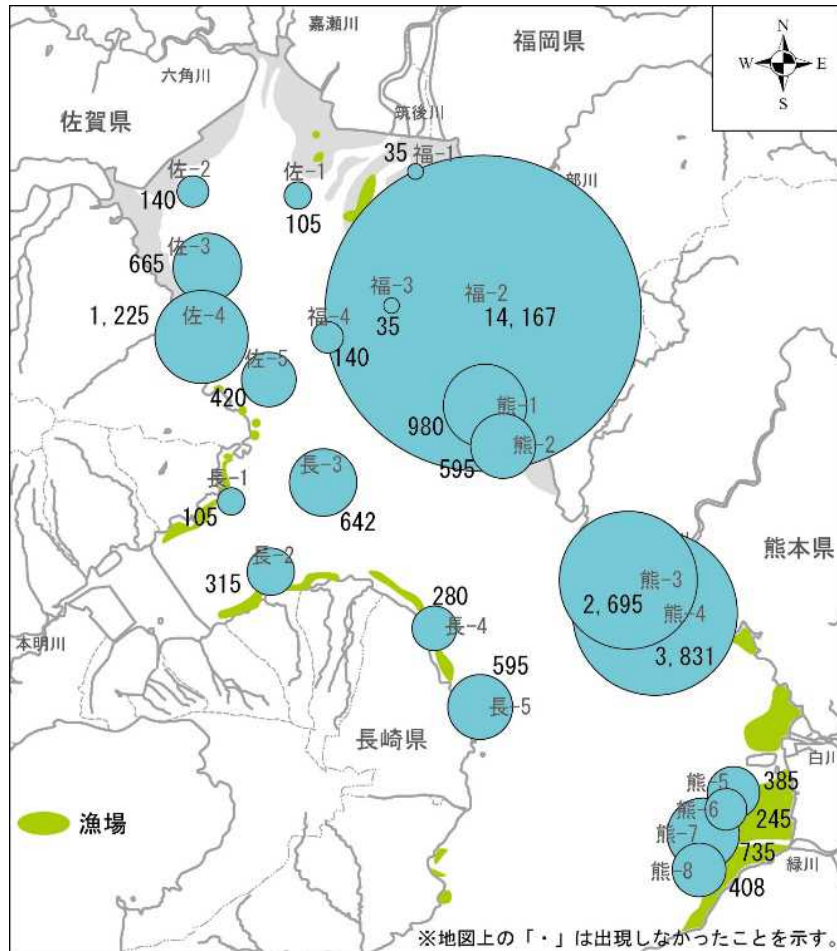 嘉瀬川
福岡県
N
W E
S
六角川
佐賀県
筑後川
35 福-1
部川
佐-2
140
佐-1
105
佐-3
665
福-3
35
福-2
14,167
1,225
佐-4
福-4
140
佐-5
420
熊-1
980
熊-2
595
長-3
642
長-1
105
熊本県
長-2
315
熊-3
2,695
熊-4
3,831
280
長-4
本明川
595
長-5
長崎県
白川
熊-5
385
熊-6
245
漁場
熊-7
735
緑川
熊-8
408
※地図上の「・」は出現しなかったことを示す。